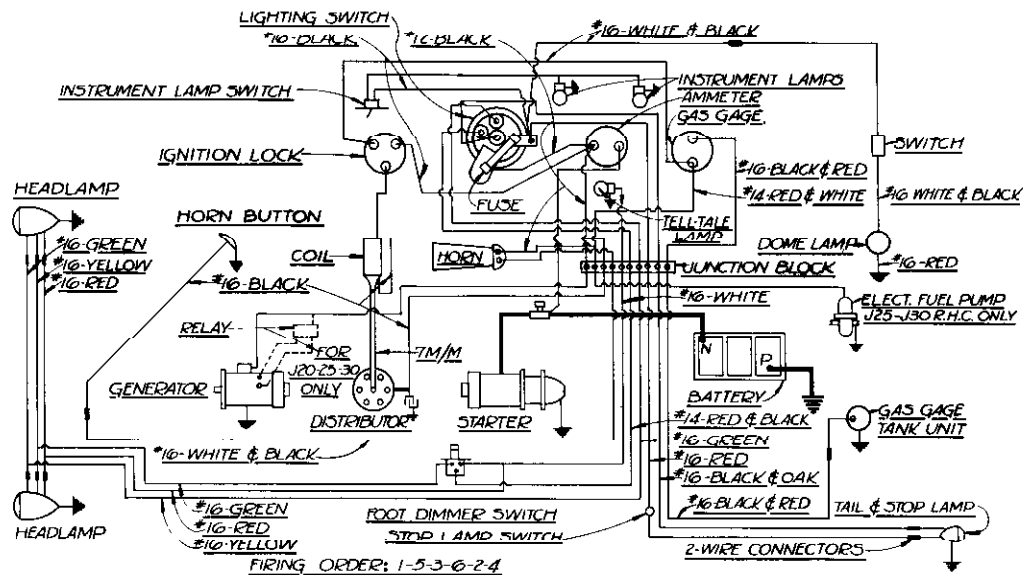 LIGHTING SWITCH
#16-BLACK
#12-BLACK
#16-WHITE & BLACK
INSTRUMENT LAMP SWITCH
INSTRUMENT LAMPS
AMMETER
GAS GAGE
IGNITION LOCK
SWITCH
#16-BLACK & RED
#14-RED & WHITE
#16 WHITE & BLACK
HEADLAMP
FUSE
TELL-TALE
LAMP
HORN BUTTON
#16-GREEN
#16-YELLOW
#16-RED
COIL
HORN
DOME LAMP
#16-RED
JUNCTION BLOCK
#16-BLACK
#16-WHITE
ELECT. FUEL PUMP
J25-J30 R.H.C. ONLY
RELAY
FOR
J20-25-30
ONLY
7M/M
N
P
GENERATOR
DISTRIBUTOR
STARTER
BATTERY
#14-RED & BLACK
GAS GAGE
TANK UNIT
#16-WHITE & BLACK
#16-GREEN
#16-RED
#16-BLACK & OAK
#16-BLACK & RED
HEADLAMP
#16-GREEN
#16-RED
#16-YELLOW
FOOT DIMMER SWITCH
STOP LAMP SWITCH
TAIL & STOP LAMP
2-WIRE CONNECTORS
FIRING ORDER: 1-5-3-6-2-4